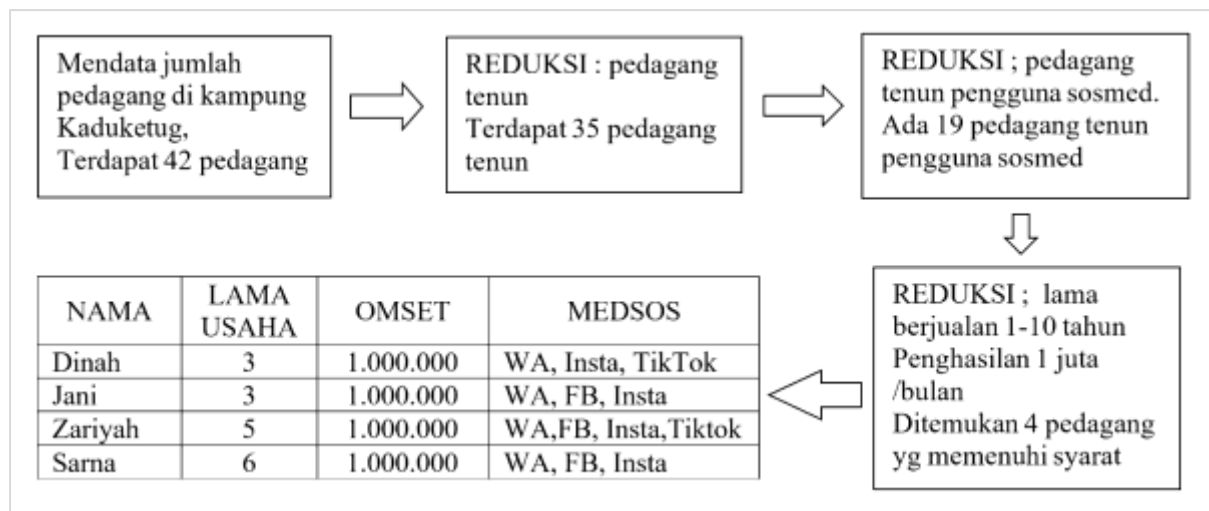 Mendata jumlah
pedagang di kampung
Kaduketug,
Terdapat 42 pedagang
REDUKSI : pedagang
tenun
Terdapat 35 pedagang
tenun
REDUKSI ; pedagang
tenun pengguna sosmed.
Ada 19 pedagang tenun
pengguna sosmed
REDUKSI ; lama
berjualan 1-10 tahun
Penghasilan 1 juta
/bulan
Ditemukan 4 pedagang
yg memenuhi syarat
NAMA LAMA USAHA OMSET MEDSOS
Dinah 3 1.000.000 WA, Insta, TikTok
Jani 3 1.000.000 WA, FB, Insta
Zariyah 5 1.000.000 WA,FB, Insta,Tiktok
Sarna 6 1.000.000 WA, FB, Insta